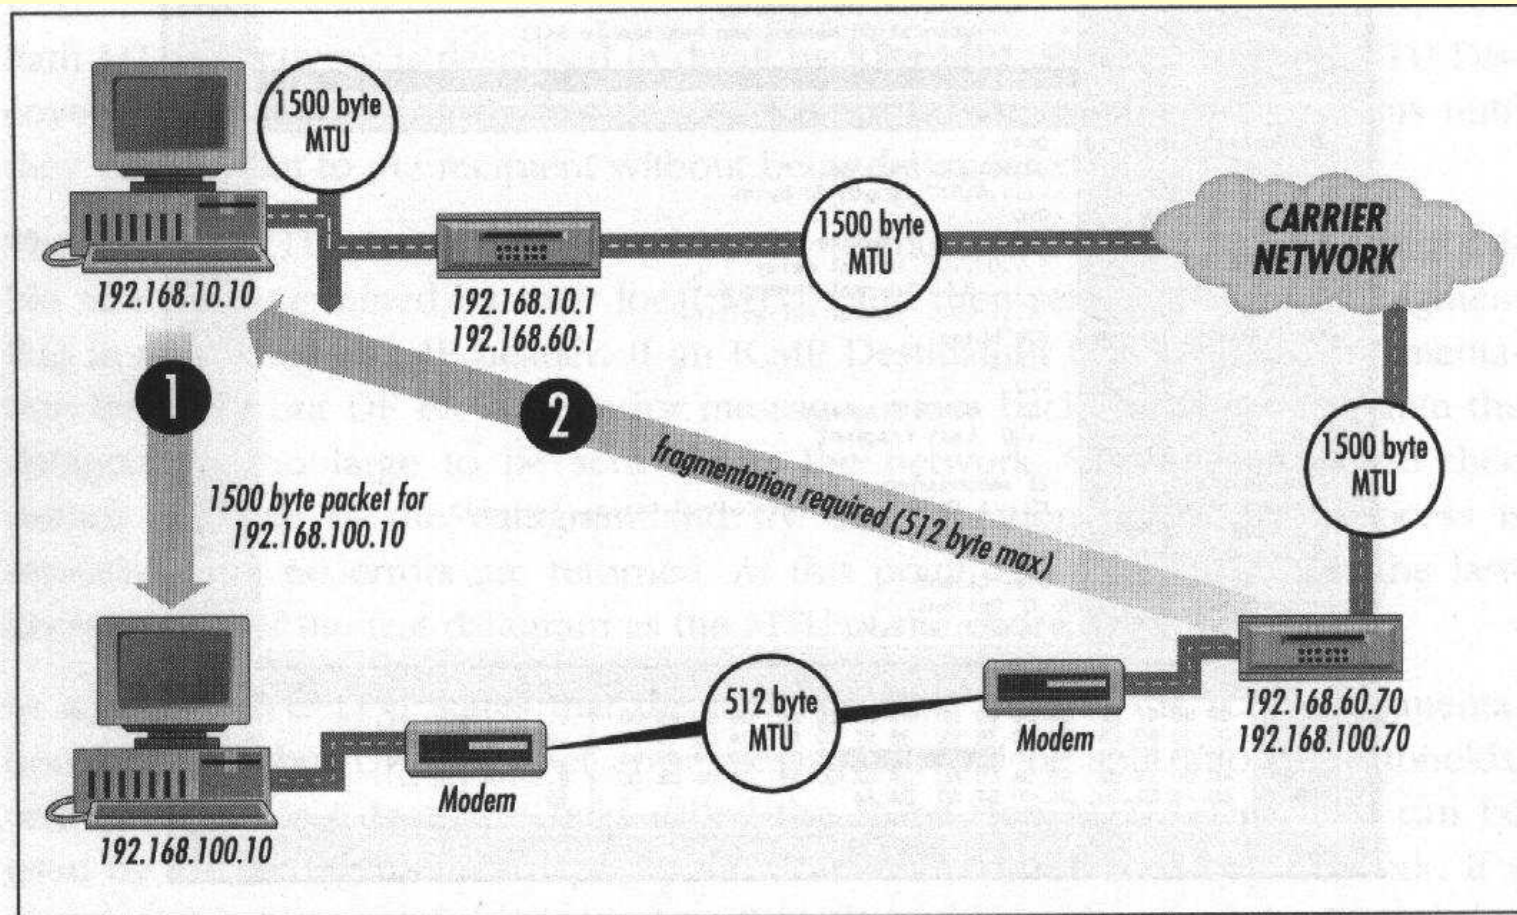 1500 byte
MTU
192.168.10.10
192.168.10.1
192.168.60.1
1500 byte
MTU
CARRIER
NETWORK
1
2
1500 byte packet for
192.168.100.10
fragmentation required (512 byte max)
1500 byte
MTU
192.168.60.70
192.168.100.70
Modem
512 byte
MTU
Modem
192.168.100.10